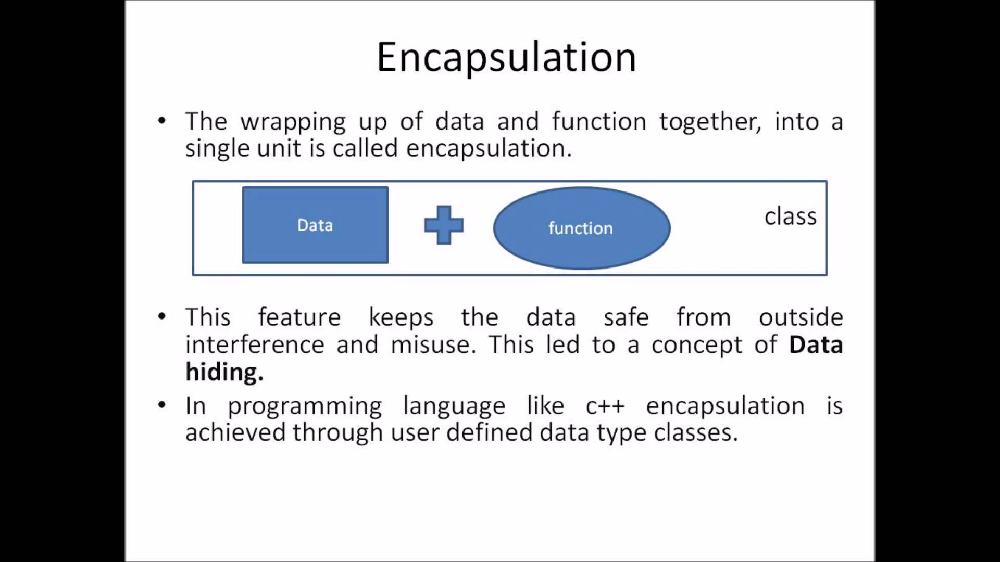 Encapsulation
• The wrapping up of data and function together, into a
single unit is called encapsulation.
Data
function
class
• This feature keeps the data safe from outside
interference and misuse. This led to a concept of Data
hiding.
• In programming language like c++ encapsulation is
achieved through user defined data type classes.